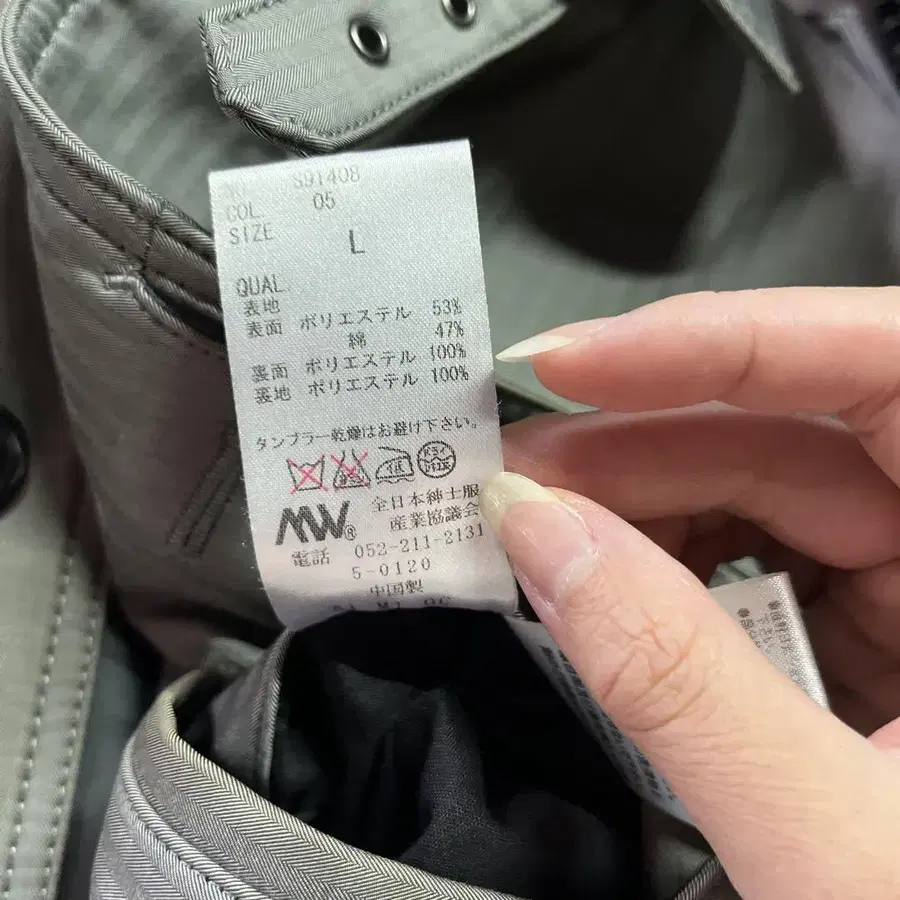 S91408
COL. 05
SIZE L
QUAL
表地
表面 ポリエステル 53%
綿 47%
裏面 ポリエステル 100%
裏地 ポリエステル 100%
タンブラー乾燥はお避け下さい。
MW®
全日本紳士服
産業協議会
電話 052-211-2131
5-0120
中国製